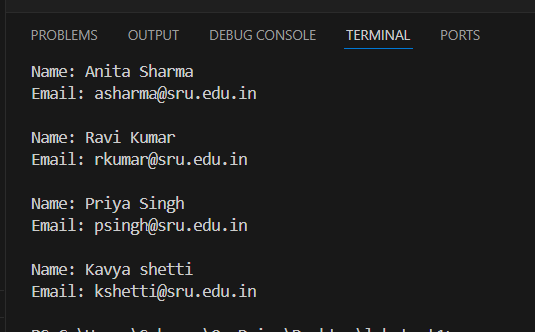 PROBLEMS OUTPUT DEBUG CONSOLE TERMINAL PORTS
Name: Anita Sharma
Email: asharma@sru.edu.in
Name: Ravi Kumar
Email: rkumar@sru.edu.in
Name: Priya Singh
Email: psingh@sru.edu.in
Name: Kavya shetti
Email: kshetti@sru.edu.in